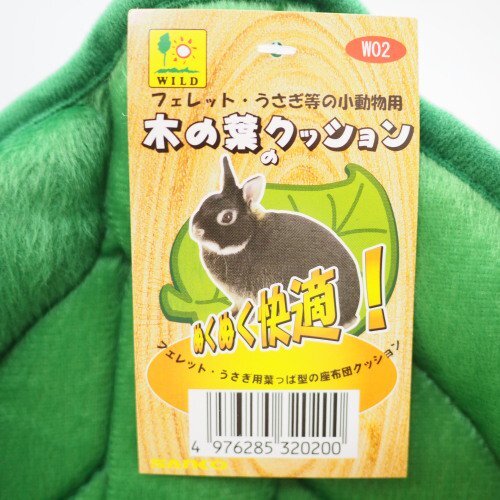 WILD
W02
フェレット・うさぎ等の小動物用
木の葉のクッション
ぬくぬく快適!
フェレット・うさぎ用葉っぱ型の座布団クッション
4 976285 320200
SANKO